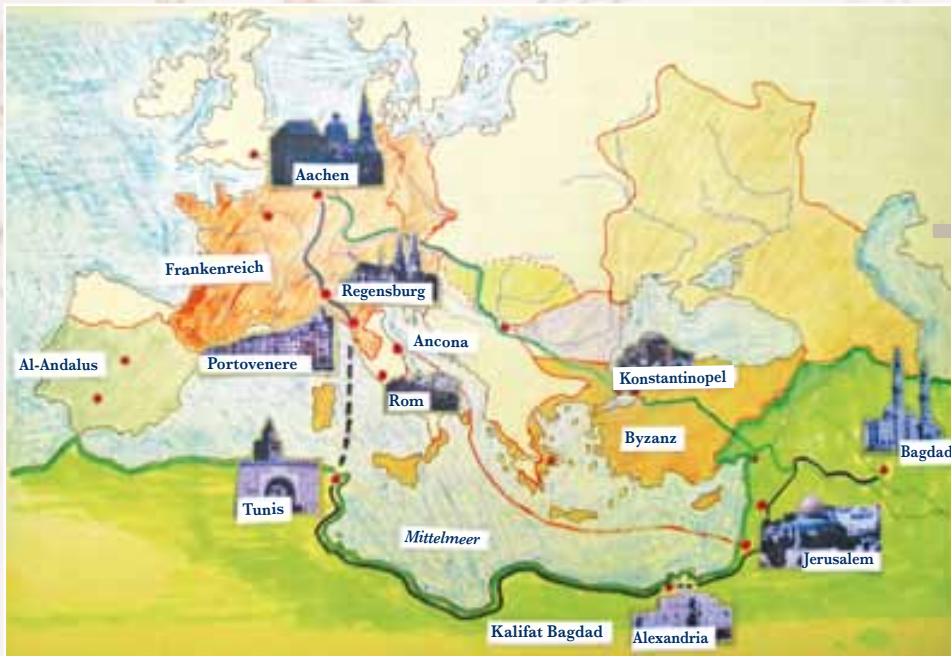 Aachen
Frankenreich
Regensburg
Al-Andalus
Portovenere
Ancona
Konstantinopel
Rom
Byzanz
Bagdad
Tunis
Mittelmeer
Jerusalem
Kalifat Bagdad
Alexandria